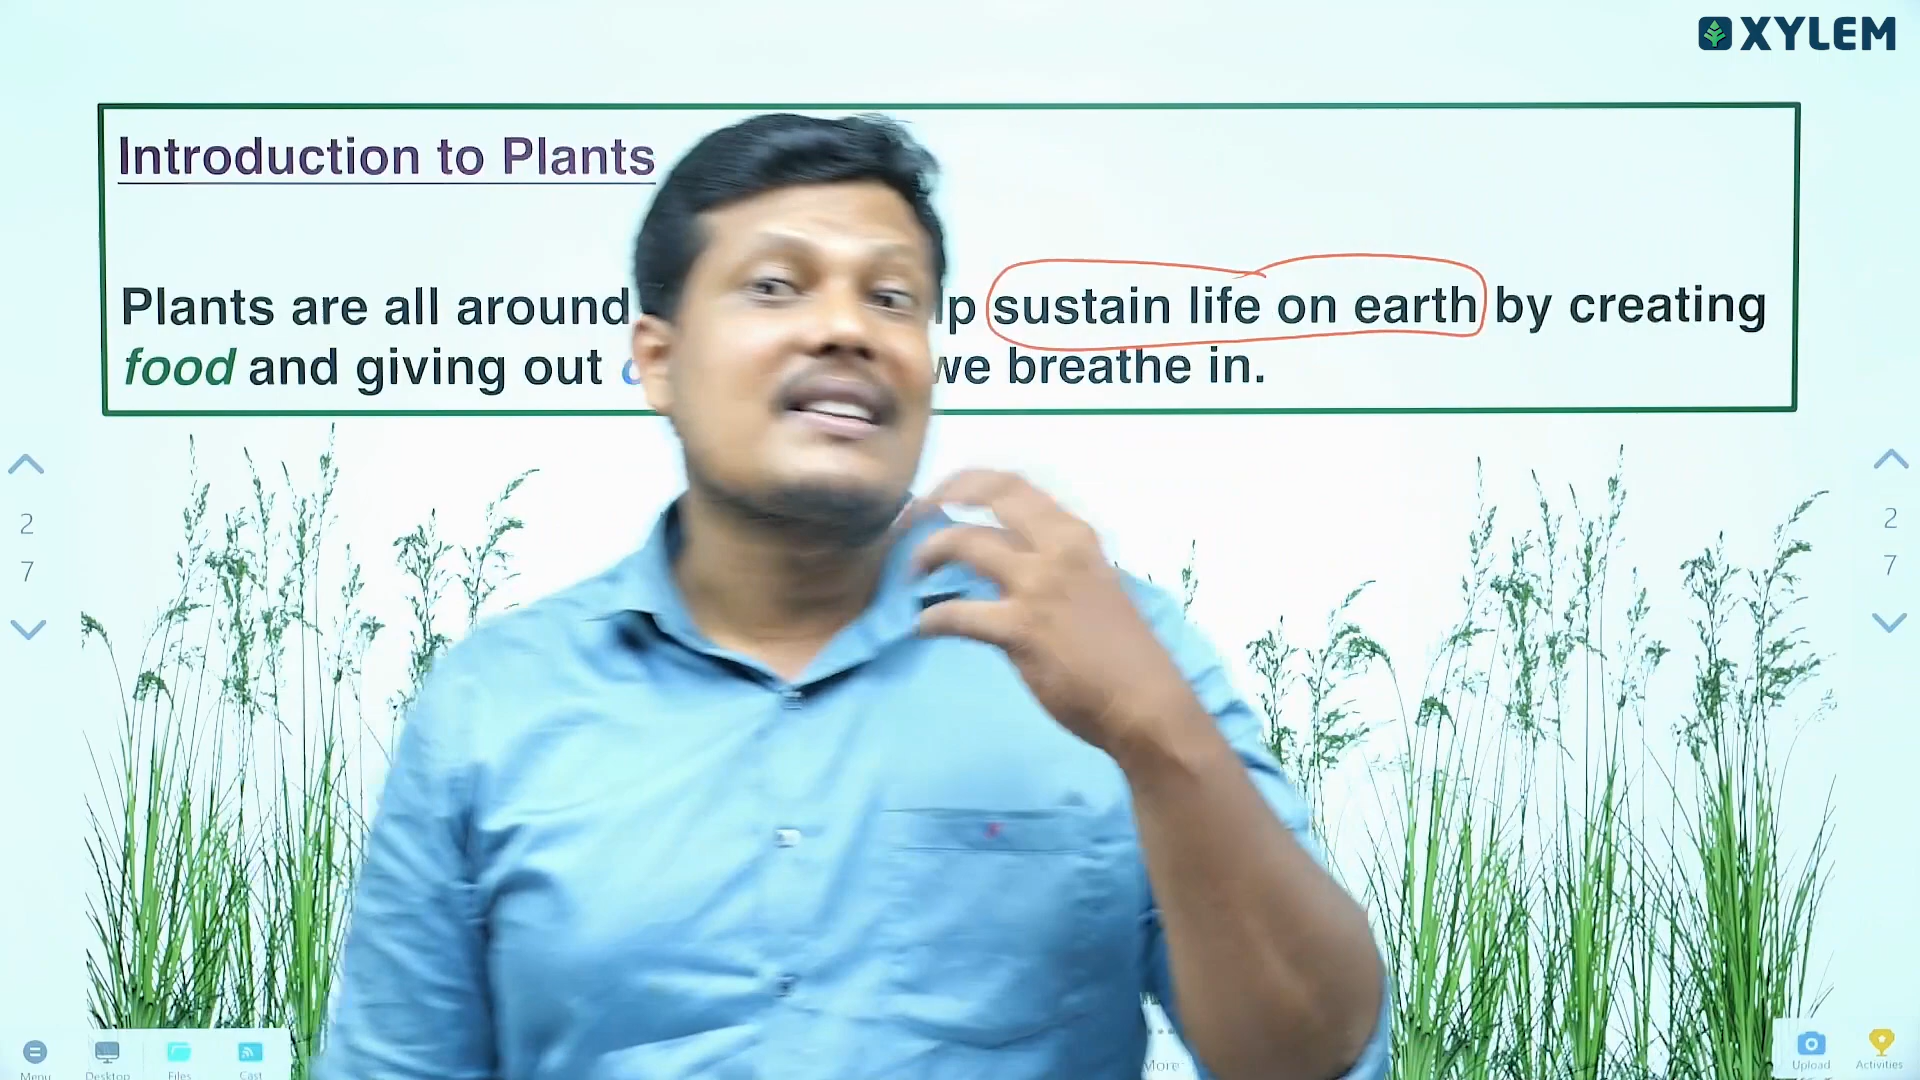 XYLEM
Introduction to Plants
Plants are all around sustain life on earth by creating
food and giving out we breathe in.
2
7
2
7
Menu
Desktop
Files
Cast
More
Upload
Activities